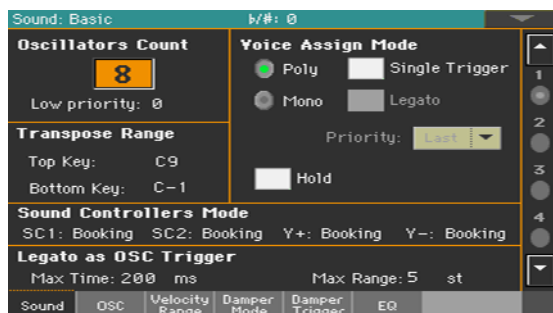 Sound: Basic ♭/#: 0
Oscillators Count
8
Low priority: 0
Transpose Range
Top Key: C9
Bottom Key: C-1
Voice Assign Mode
Poly Single Trigger
Mono Legato
Priority: Last
Hold
Sound Controllers Mode
SC1: Booking SC2: Booking Y+: Booking Y-: Booking
Legato as OSC Trigger
Max Time: 200 ms Max Range: 5 st
1
2
3
4
Sound OSC Velocity Range Damper Mode Damper Trigger EQ